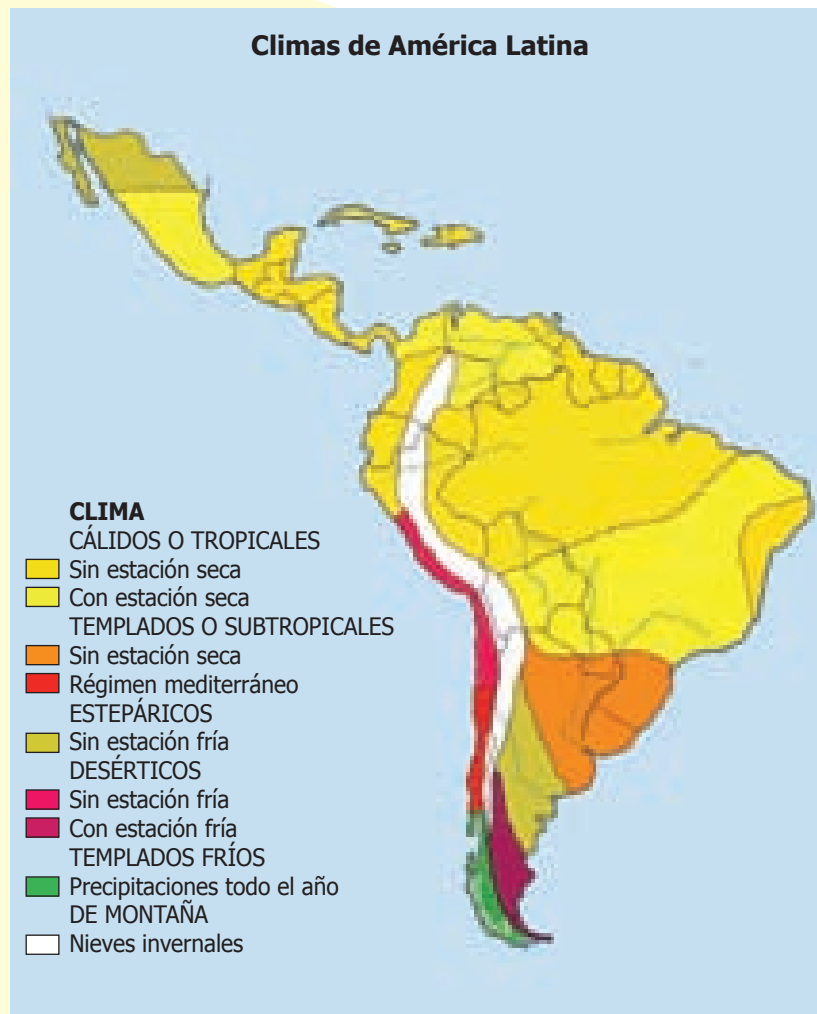 Climas de América Latina
CLIMA
CÁLIDOS O TROPICALES
Sin estación seca
Con estación seca
TEMPLADOS O SUBTROPICALES
Sin estación seca
Régimen mediterráneo
ESTEPÁRICOS
Sin estación fría
DESÉRTICOS
Sin estación fría
Con estación fría
TEMPLADOS FRÍOS
Precipitaciones todo el año
DE MONTAÑA
Nieves invernales